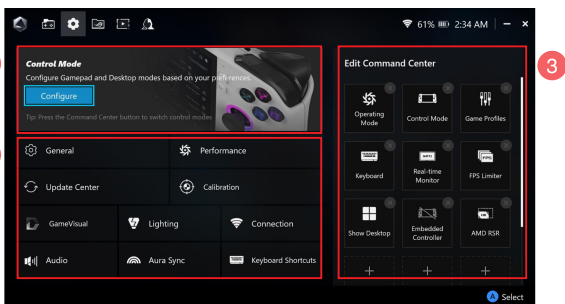 61% 2:34 AM
Control Mode
Configure Gamepad and Desktop modes based on your preferences.
Configure
Tip: Press the Command Center button to switch control modes
General
Performance
Update Center
Calibration
GameVisual
Lighting
Connection
Audio
Aura Sync
Keyboard Shortcuts
Edit Command Center
3
Operating
Mode
Control Mode
Game Profiles
Keyboard
Real-time
Monitor
FPS
FPS Limiter
Show Desktop
Embedded
Controller
AMD RSR
A Select